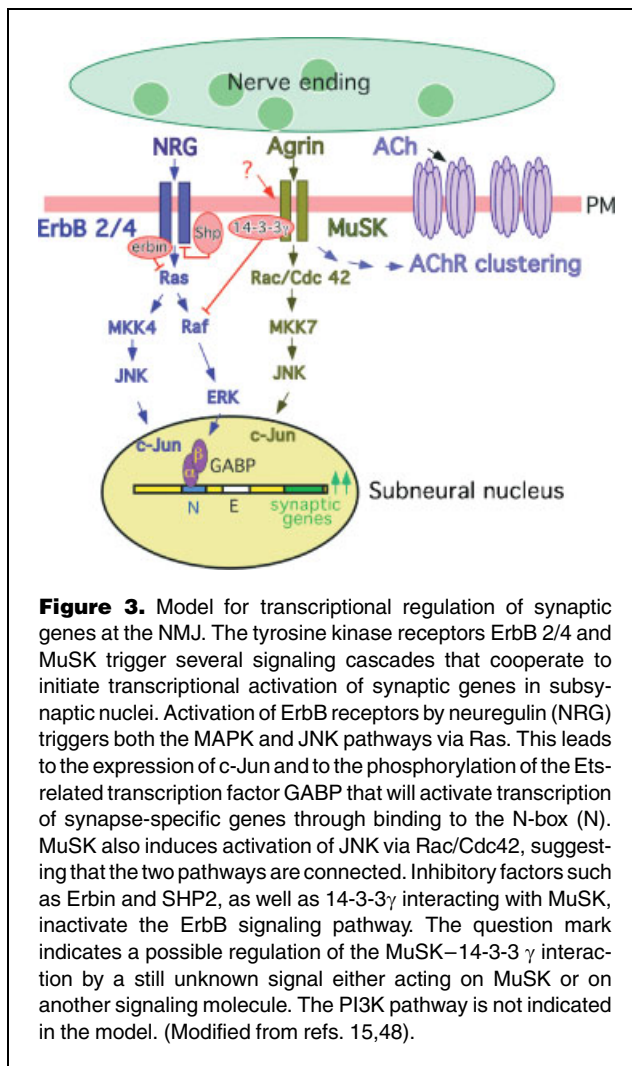 Nerve ending
NRG
Agrin
ACh
?
PM
ErbB 2/4
erbin
Shp
14-3-3γ
MuSK
Ras
Rac/Cdc 42
AChR clustering
MKK4
Raf
MKK7
JNK
ERK
JNK
c-Jun
c-Jun
β
α
GABP
N
E
synaptic
genes
Subneural nucleus
Figure 3. Model for transcriptional regulation of synaptic
genes at the NMJ. The tyrosine kinase receptors ErbB 2/4 and
MuSK trigger several signaling cascades that cooperate to
initiate transcriptional activation of synaptic genes in subsy-
naptic nuclei. Activation of ErbB receptors by neuregulin (NRG)
triggers both the MAPK and JNK pathways via Ras. This leads
to the expression of c-Jun and to the phosphorylation of the Ets-
related transcription factor GABP that will activate transcription
of synapse-specific genes through binding to the N-box (N).
MuSK also induces activation of JNK via Rac/Cdc42, suggest-
ing that the two pathways are connected. Inhibitory factors such
as Erbin and SHP2, as well as 14-3-3γ interacting with MuSK,
inactivate the ErbB signaling pathway. The question mark
indicates a possible regulation of the MuSK–14-3-3 γ interac-
tion by a still unknown signal either acting on MuSK or on
another signaling molecule. The PI3K pathway is not indicated
in the model. (Modified from refs. 15,48).